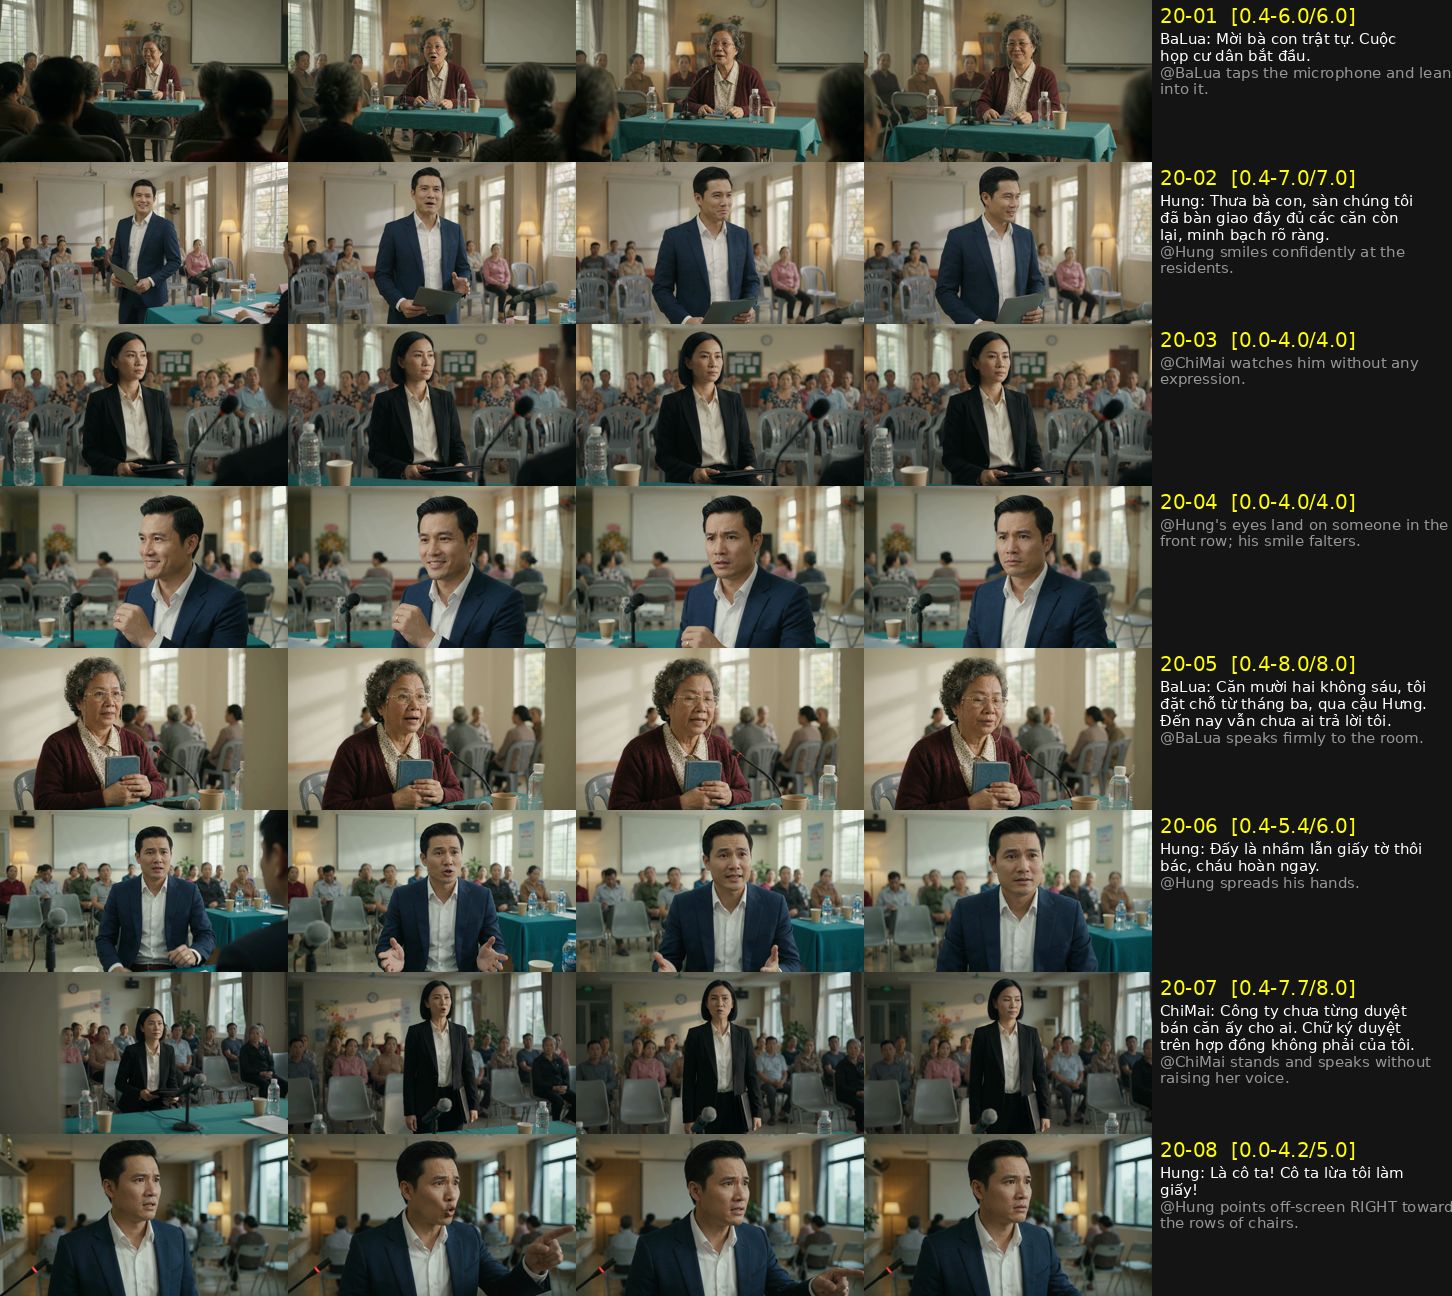 20-01 [0.4-6.0/6.0]
BaLua: Mời bà con trật tự. Cuộc
họp cư dân bắt đầu.
@BaLua taps the microphone and lean
into it.
20-02 [0.4-7.0/7.0]
Hung: Thưa bà con, sàn chúng tôi
đã bàn giao đầy đủ các căn còn
lại, minh bạch rõ ràng.
@Hung smiles confidently at the
residents.
20-03 [0.0-4.0/4.0]
@ChiMai watches him without any
expression.
20-04 [0.0-4.0/4.0]
@Hung's eyes land on someone in the
front row; his smile falters.
20-05 [0.4-8.0/8.0]
BaLua: Căn mười hai không sáu, tôi
đặt chỗ từ tháng ba, qua cậu Hưng.
Đến nay vẫn chưa ai trả lời tôi.
@BaLua speaks firmly to the room.
20-06 [0.4-5.4/6.0]
Hung: Đấy là nhầm lẫn giấy tờ thôi
bác, cháu hoàn ngay.
@Hung spreads his hands.
20-07 [0.4-7.7/8.0]
ChiMai: Công ty chưa từng duyệt
bán căn ấy cho ai. Chữ ký duyệt
trên hợp đồng không phải của tôi.
@ChiMai stands and speaks without
raising her voice.
20-08 [0.0-4.2/5.0]
Hung: Là cô ta! Cô ta lừa tôi làm
giấy!
@Hung points off-screen RIGHT toward
the rows of chairs.